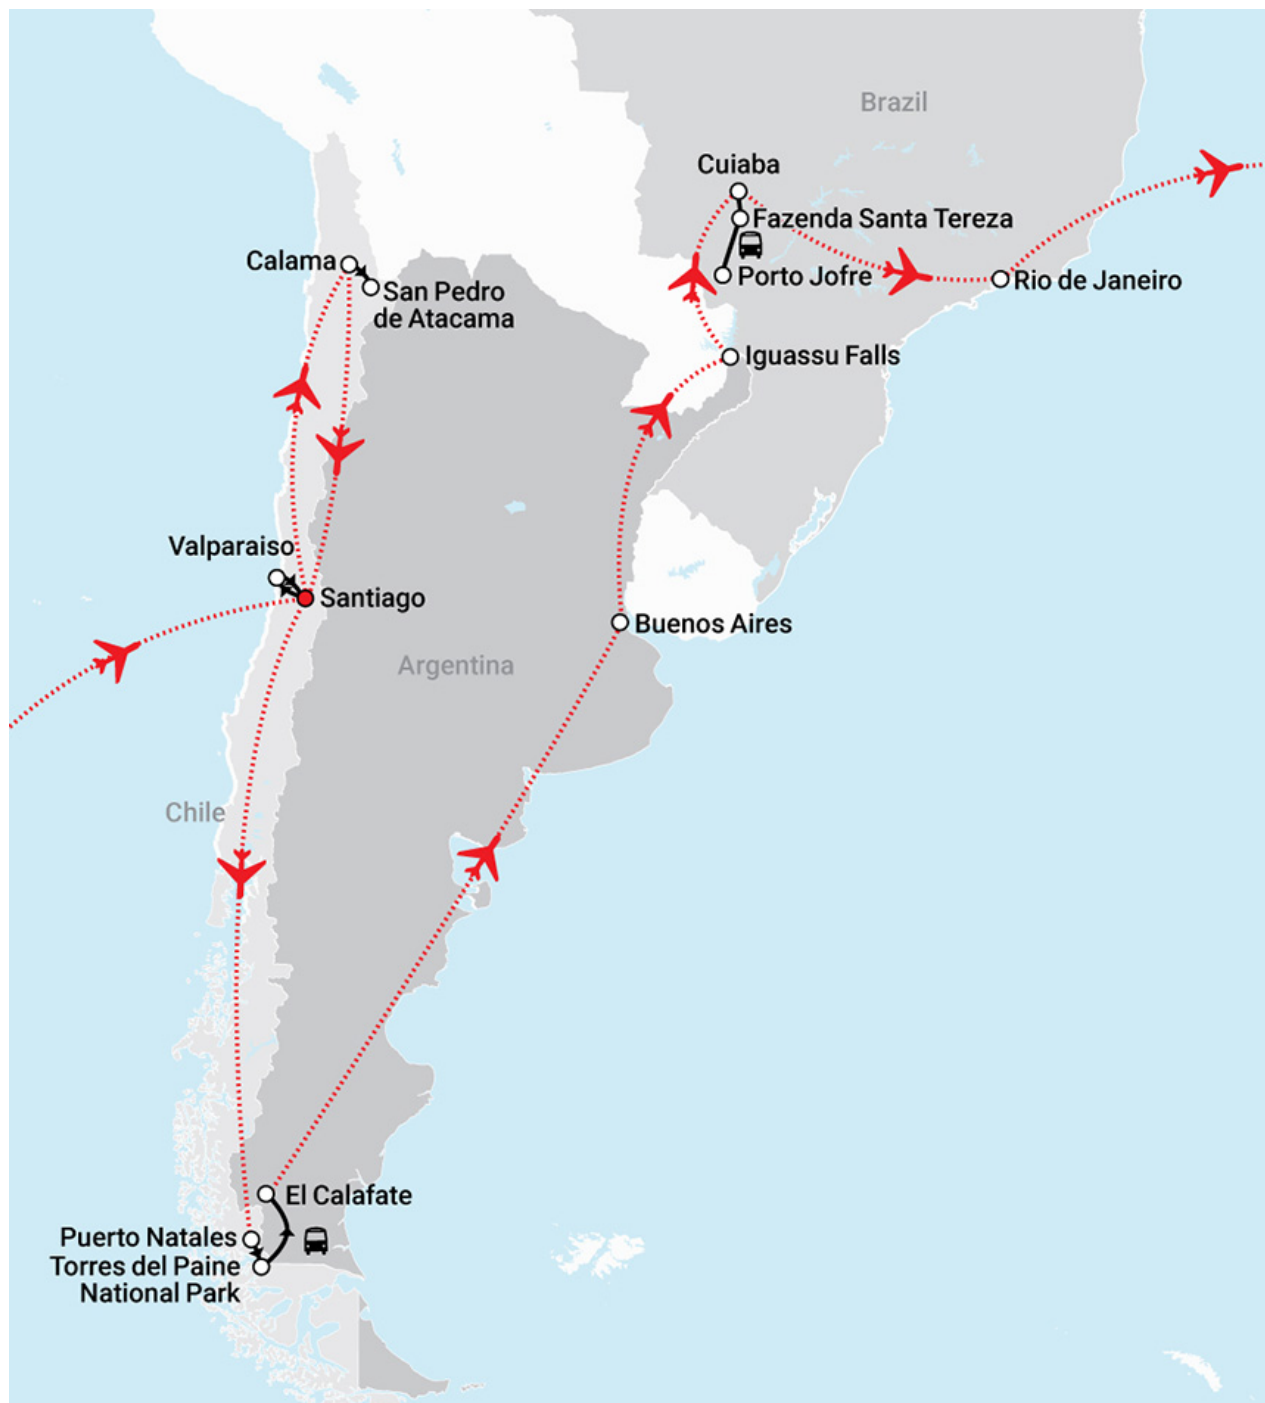 Brazil
Cuiaba
Fazenda Santa Tereza
Porto Jofre
Rio de Janeiro
Calama
San Pedro
de Atacama
Iguassu Falls
Valparaiso
Santiago
Buenos Aires
Argentina
Chile
El Calafate
Puerto Natales
Torres del Paine
National Park